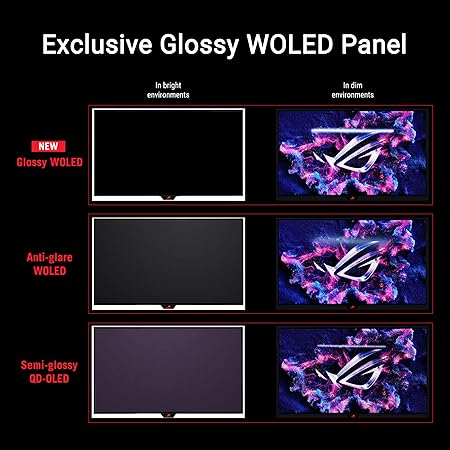 Exclusive Glossy WOLED Panel
In bright
environments
In dim
environments
NEW
Glossy WOLED
Anti-glare
WOLED
Semi-glossy
QD-OLED